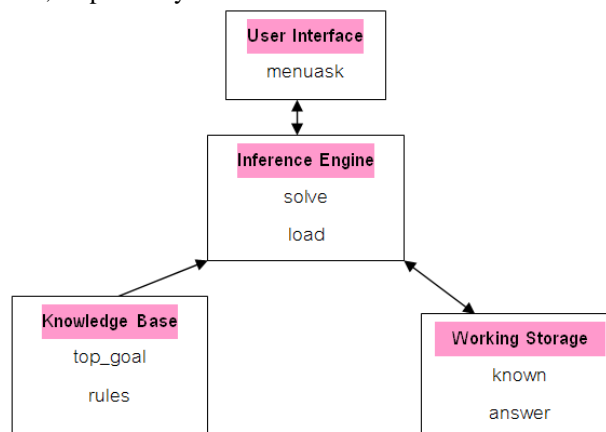 User Interface
menuask
Inference Engine
solve
load
Knowledge Base
top_goal
rules
Working Storage
known
answer